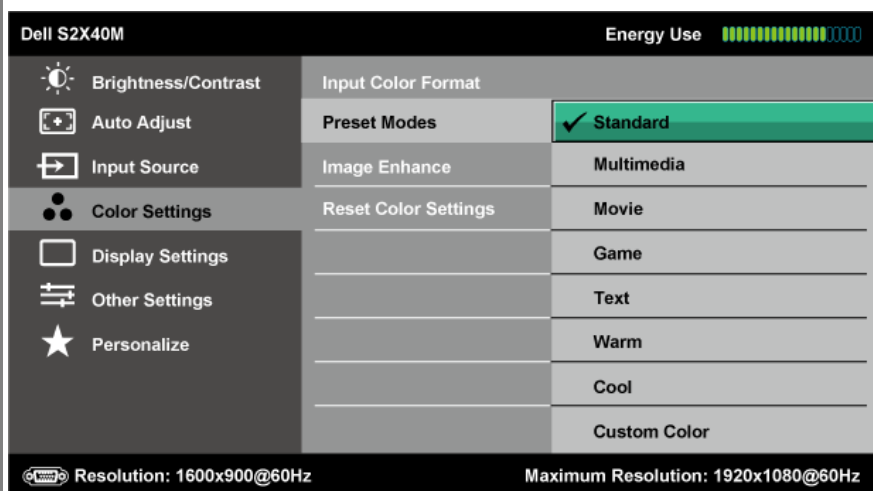 Dell S2X40M
Energy Use
Brightness/Contrast
Auto Adjust
Input Source
Color Settings
Display Settings
Other Settings
Personalize
Input Color Format
Preset Modes
Image Enhance
Reset Color Settings
Standard
Multimedia
Movie
Game
Text
Warm
Cool
Custom Color
Resolution: 1600x900@60Hz
Maximum Resolution: 1920x1080@60Hz